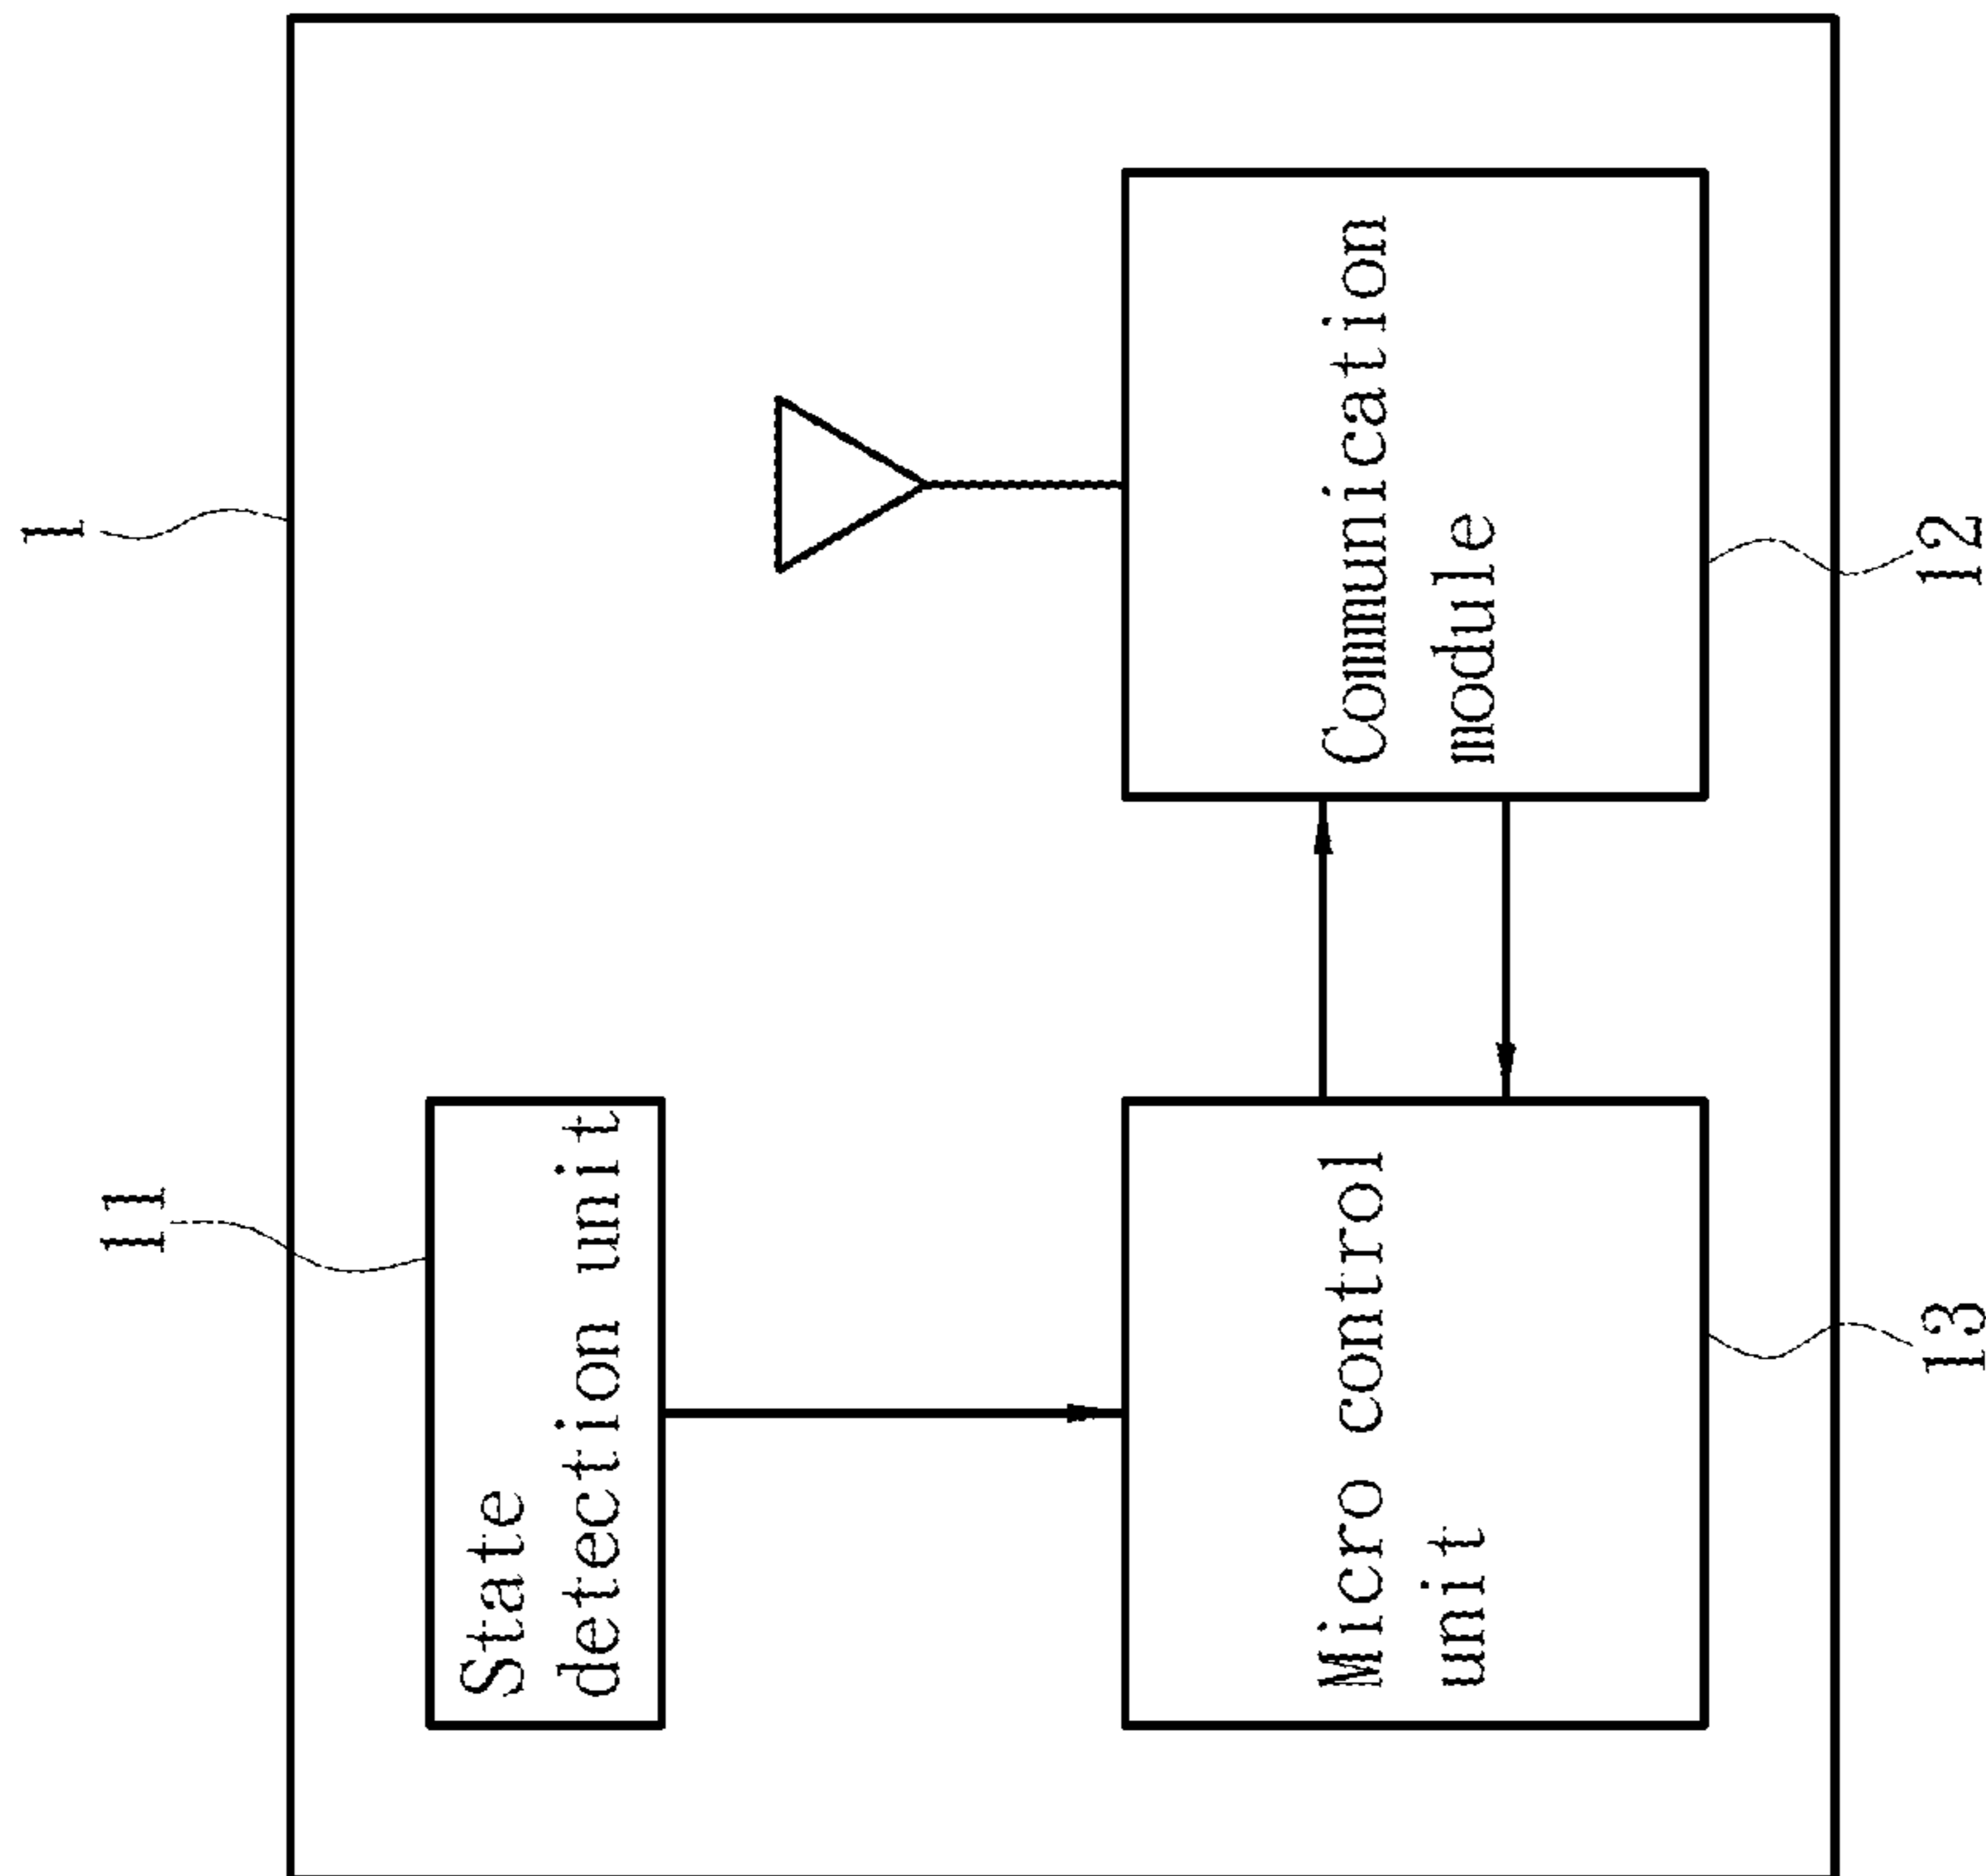 1
11
State
detection unit
Micro control
unit
Communication
module
13
12